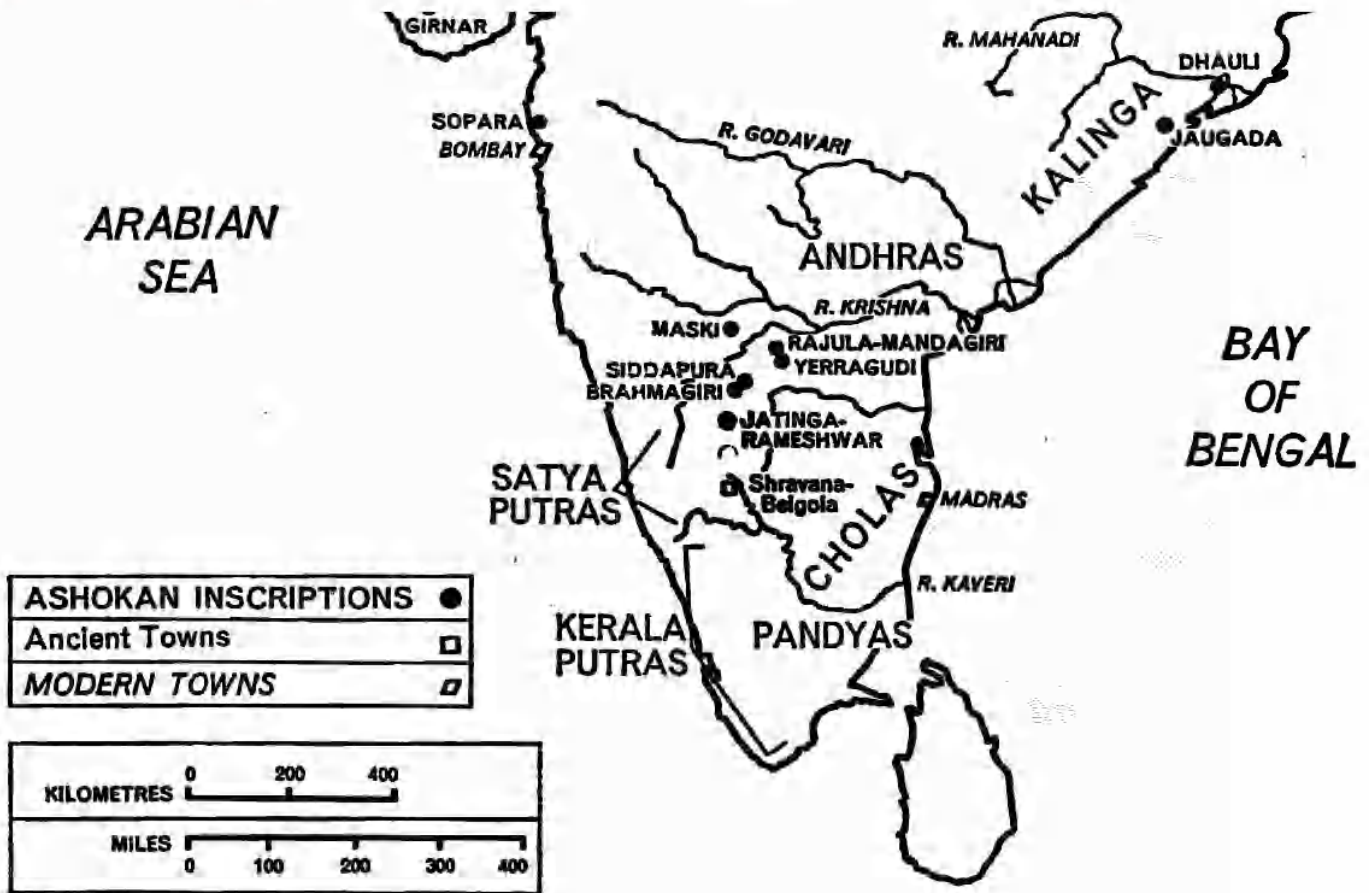 GIRNAR
R. MAHANADI
DHAULI
SOPARA
BOMBAY
R. GODAVARI
KALINGA
JAUGADA
ARABIAN
SEA
ANDHRAS
R. KRISHNA
MASKI
RAJULA-MANDAGIRI
YERRAGUDI
SIDDAPURA
BRAHMAGIRI
BAY
OF
BENGAL
JATINGA-
RAMESHWAR
SATYA
PUTRAS
Shravana-
Belgola
CHOLAS
MADRAS
R. KAVERI
KERALA
PUTRAS
PANDYAS
ASHOKAN INSCRIPTIONS
Ancient Towns
MODERN TOWNS
0 200 400
KILOMETRES
MILES
0 100 200 300 400